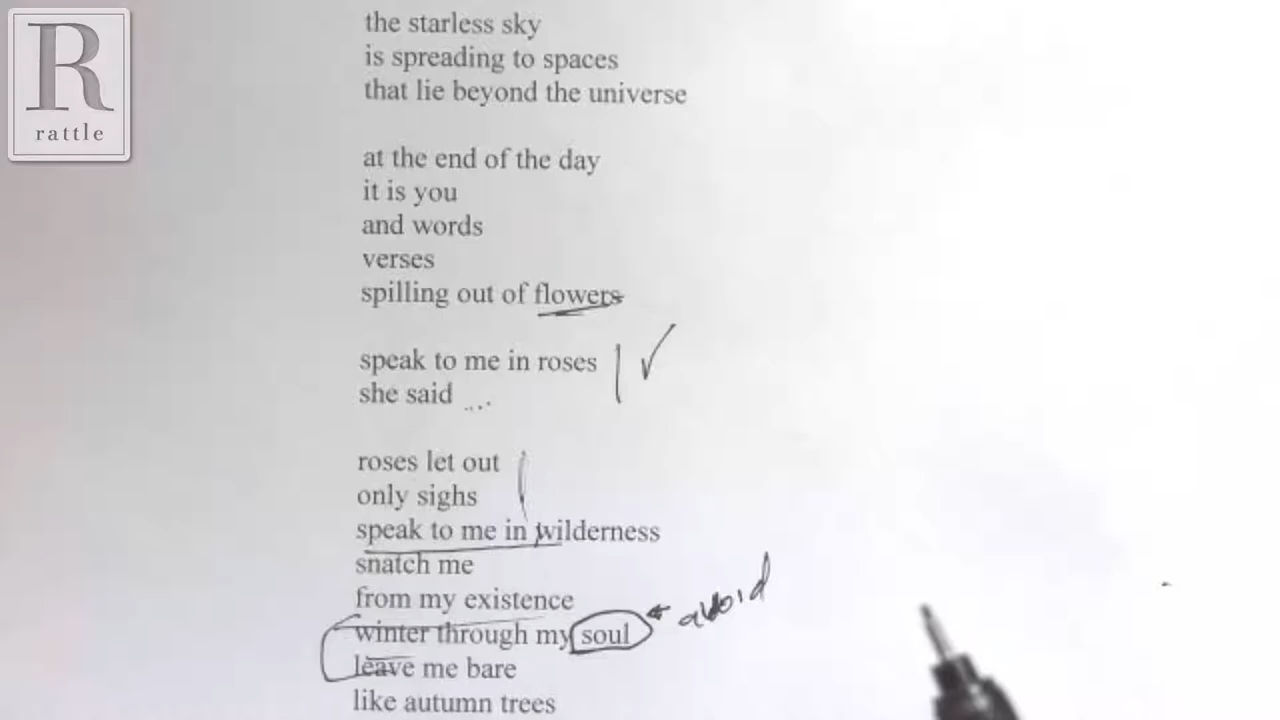 R
rattle
the starless sky
is spreading to spaces
that lie beyond the universe
at the end of the day
it is you
and words
verses
spilling out of flowers
speak to me in roses
she said ....
roses let out
only sighs
speak to me in wilderness
snatch me
from my existence
winter through my soul
avoid
leave me bare
like autumn trees